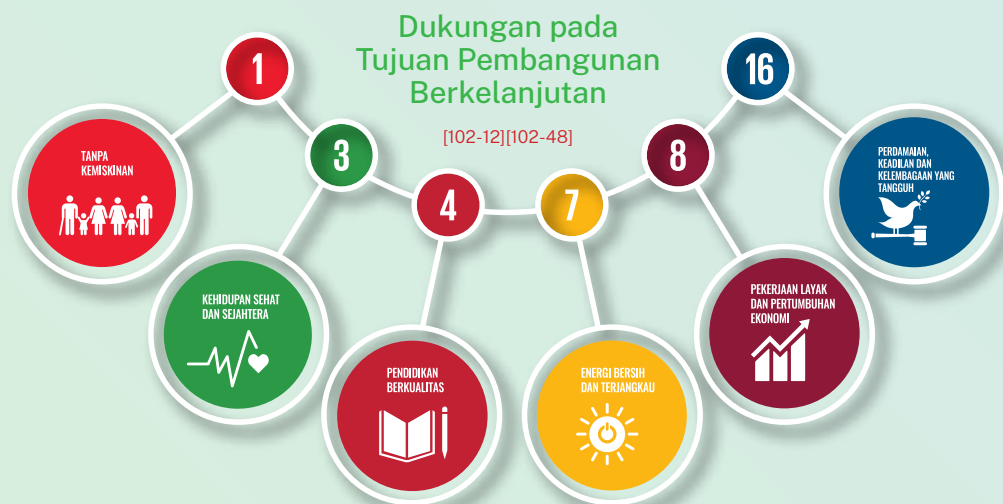 Dukungan pada
Tujuan Pembangunan
Berkelanjutan
[102-12][102-48]
1
TANPA
KEMISKINAN
3
KEHIDUPAN SEHAT
DAN SEJAHTERA
4
PENDIDIKAN
BERKUALITAS
7
ENERGI BERSIH
DAN TERJANGKAU
8
PEKERJAAN LAYAK
DAN PERTUMBUHAN
EKONOMI
16
PERDAMAIAN,
KEADILAN DAN
KELEMBAGAAN YANG
TANGGUH